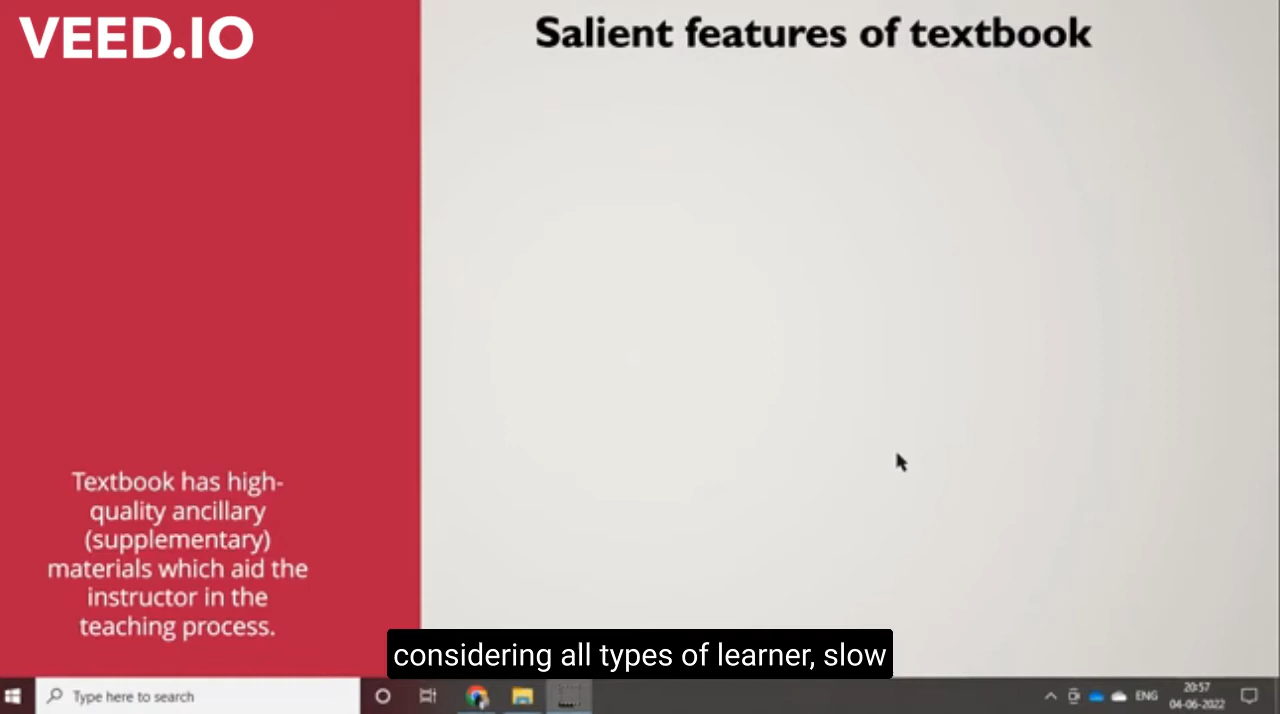 VEED.IO
Salient features of textbook
Textbook has high-
quality ancillary
(supplementary)
materials which aid the
instructor in the
teaching process.
considering all types of learner, slow
Type here to search
ENG
20:57
04-06-2022